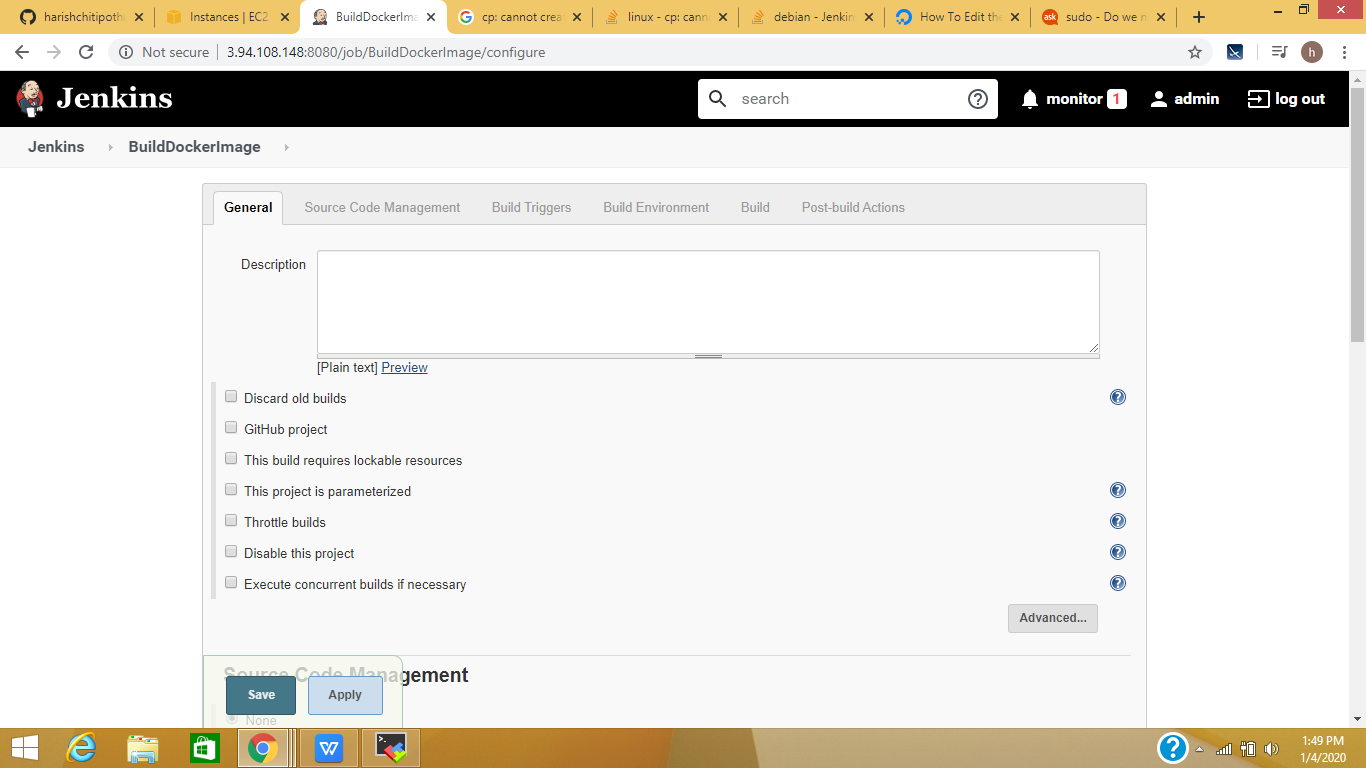 harishchitipoth
Instances | EC2
BuildDockerIma
cp: cannot crea
linux - cp: cann
debian - Jenkin
How To Edit the
ask
sudo - Do we n
Not secure
3.94.108.148:8080/job/BuildDockerImage/configure
h
Jenkins
search
monitor 1
admin
log out
Jenkins
BuildDockerImage
General
Source Code Management
Build Triggers
Build Environment
Build
Post-build Actions
Description
[Plain text] Preview
Discard old builds
GitHub project
This build requires lockable resources
This project is parameterized
Throttle builds
Disable this project
Execute concurrent builds if necessary
Advanced...
Source Code Management
Save
Apply
None
1:49 PM
1/4/2020